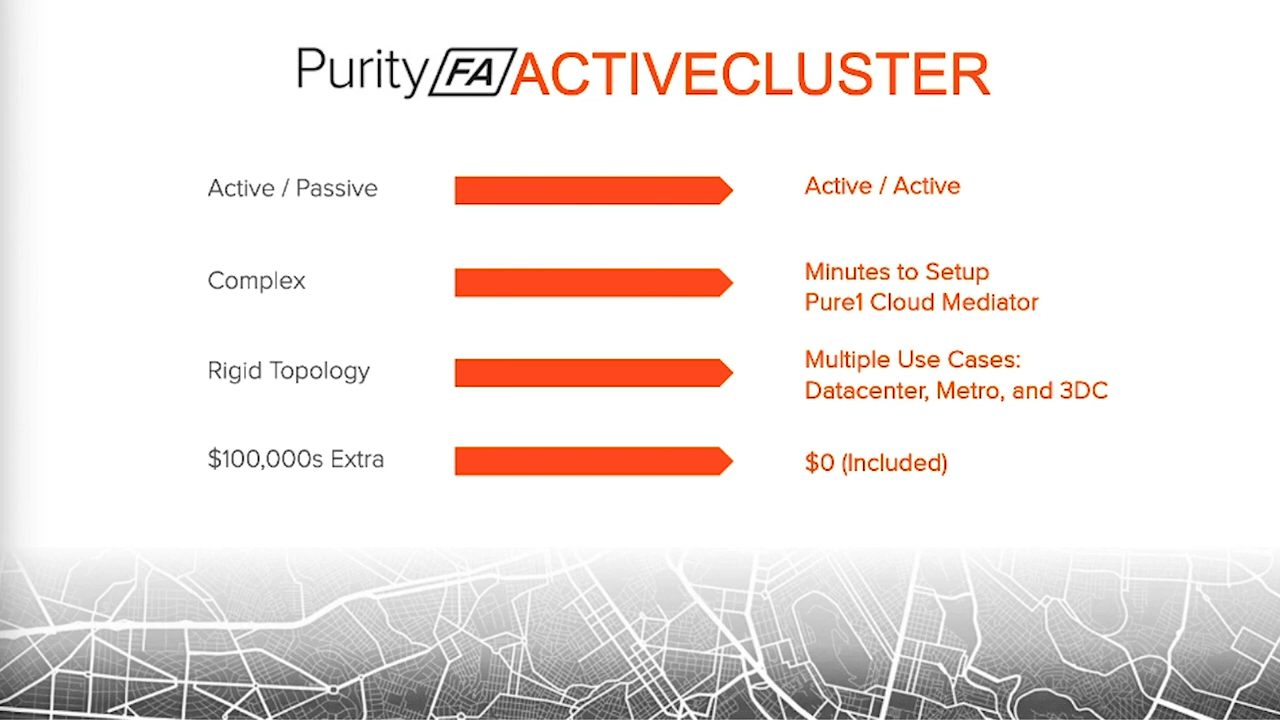 Purity FA ACTIVECLUSTER
Active / Passive
Active / Active
Complex
Minutes to Setup
Pure1 Cloud Mediator
Rigid Topology
Multiple Use Cases:
Datacenter, Metro, and 3DC
$100,000s Extra
$0 (Included)